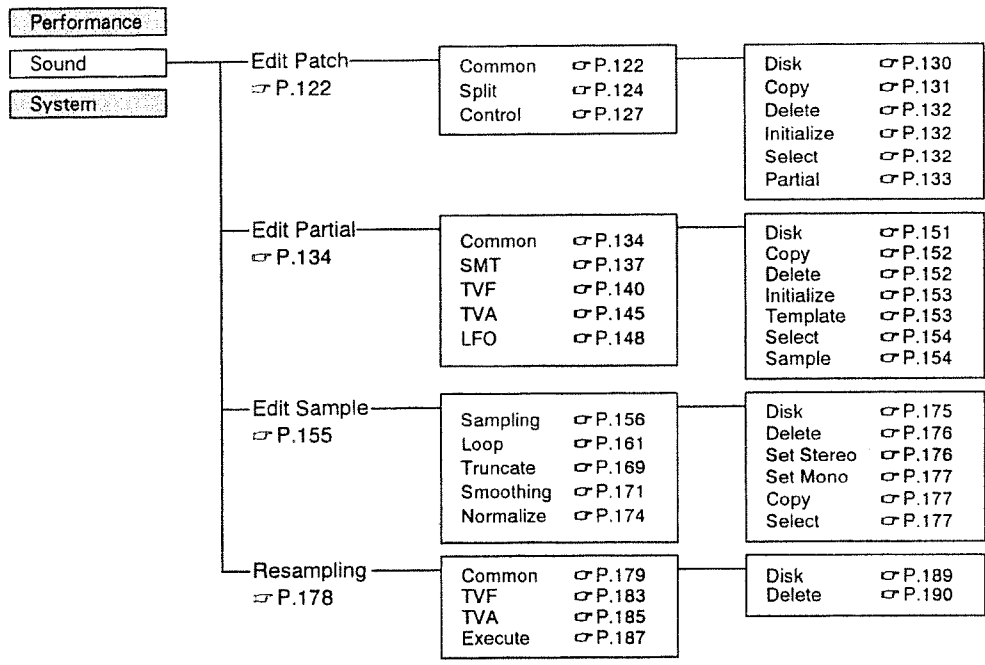 Performance
Sound
System
Edit Patch
☞ P.122
Common ☞ P.122
Split ☞ P.124
Control ☞ P.127
Disk ☞ P.130
Copy ☞ P.131
Delete ☞ P.132
Initialize ☞ P.132
Select ☞ P.132
Partial ☞ P.133
Edit Partial
☞ P.134
Common ☞ P.134
SMT ☞ P.137
TVF ☞ P.140
TVA ☞ P.145
LFO ☞ P.148
Disk ☞ P.151
Copy ☞ P.152
Delete ☞ P.152
Initialize ☞ P.153
Template ☞ P.153
Select ☞ P.154
Sample ☞ P.154
Edit Sample
☞ P.155
Sampling ☞ P.156
Loop ☞ P.161
Truncate ☞ P.169
Smoothing ☞ P.171
Normalize ☞ P.174
Disk ☞ P.175
Delete ☞ P.176
Set Stereo ☞ P.176
Set Mono ☞ P.177
Copy ☞ P.177
Select ☞ P.177
Resampling
☞ P.178
Common ☞ P.179
TVF ☞ P.183
TVA ☞ P.185
Execute ☞ P.187
Disk ☞ P.189
Delete ☞ P.190